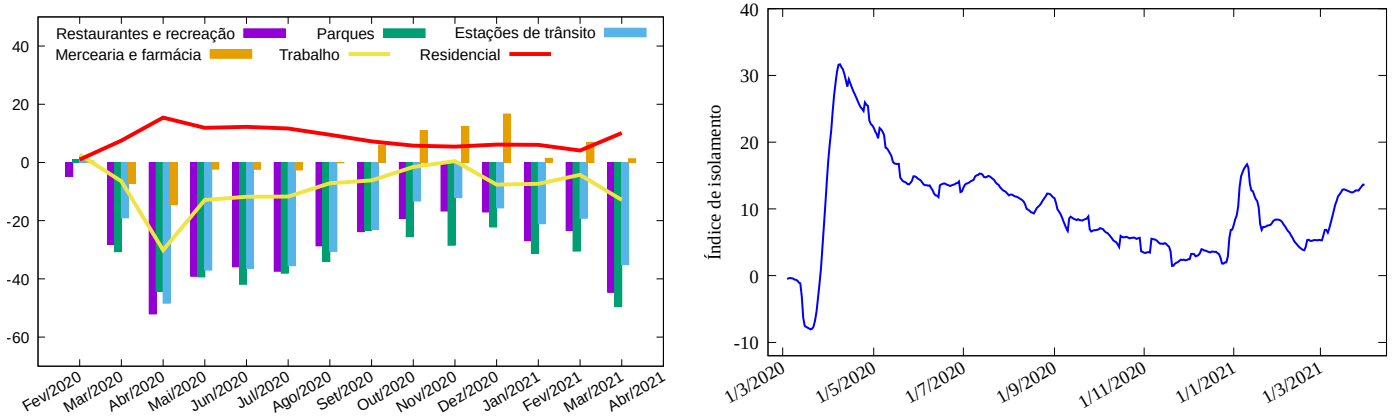 Restaurantes e recreação Parques Estações de trânsito
Mercearia e farmácia Trabalho Residencial
40
20
0
-20
-40
-60
Fev/2020
Mar/2020
Abr/2020
Mai/2020
Jun/2020
Jul/2020
Ago/2020
Set/2020
Out/2020
Nov/2020
Dez/2020
Jan/2021
Fev/2021
Mar/2021
Abr/2021
Índice de isolamento
40
30
20
10
0
-10
1/3/2020
1/5/2020
1/7/2020
1/9/2020
1/11/2020
1/1/2021
1/3/2021